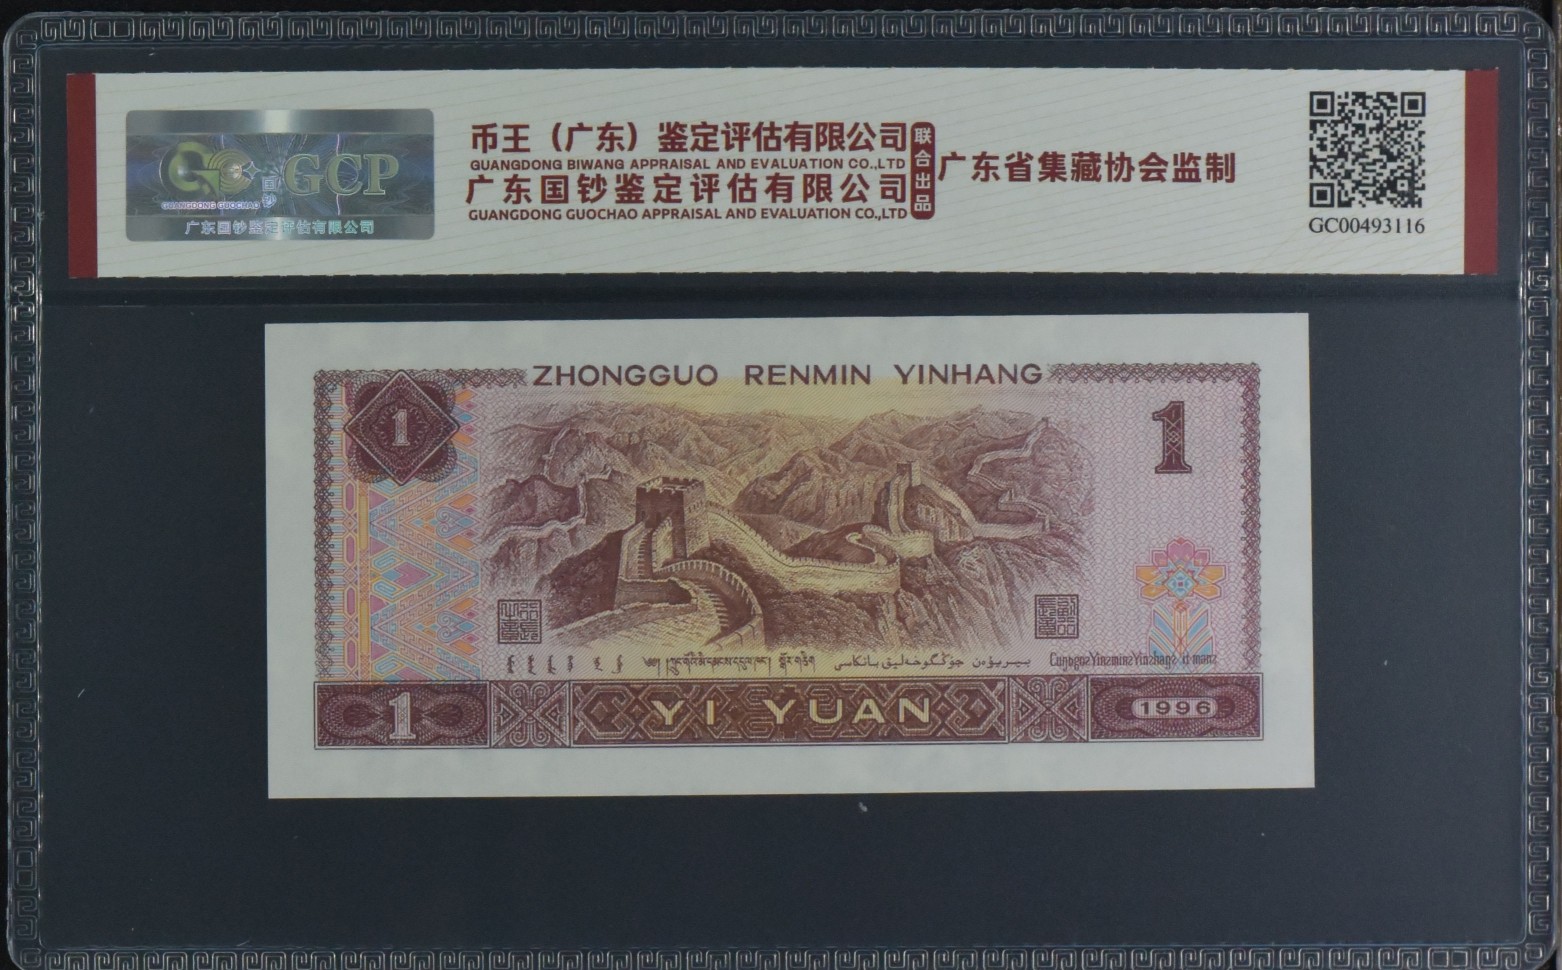 GCP
GUANGDONG GUOCHAO
国钞
广东国钞鉴定评估有限公司
币王（广东）鉴定评估有限公司
GUANGDONG BIWANG APPRAISAL AND EVALUATION CO.,LTD
广东国钞鉴定评估有限公司
GUANGDONG GUOCHAO APPRAISAL AND EVALUATION CO.,LTD
联合出品
广东省集藏协会监制
GC00493116
ZHONGGUO RENMIN YINHANG
1
1
1
YI YUAN
1996